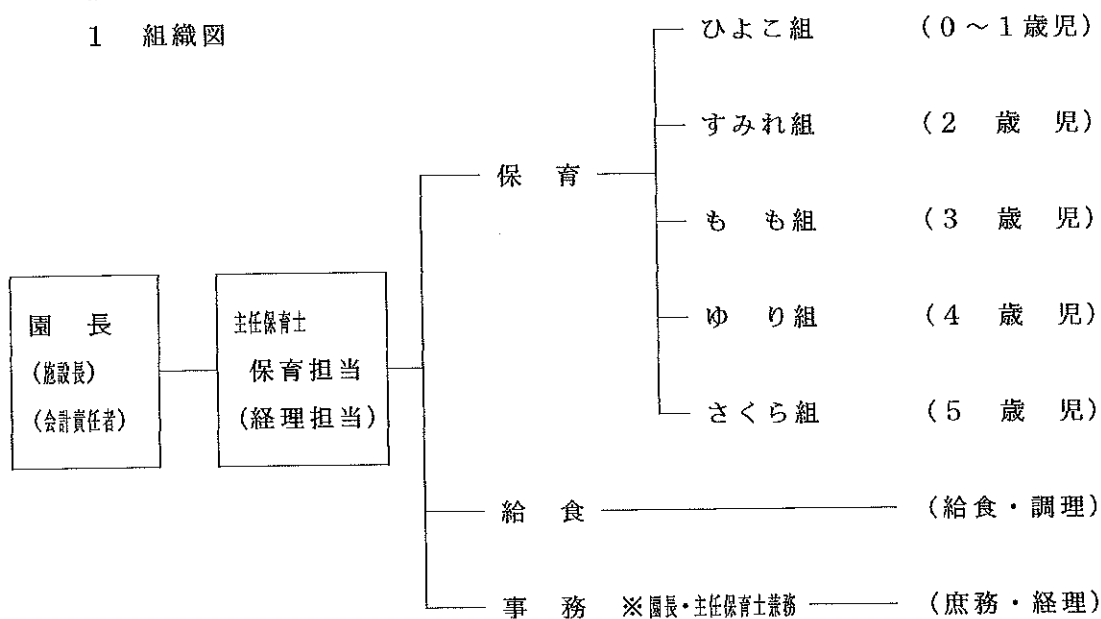 1 組織図
ひよこ組 (0～1歳児)
すみれ組 (2 歳 児)
保 育
も も組 (3 歳 児)
園 長
(施設長)
(会計責任者)
主任保育士
保育担当
(経理担当)
ゆ り組 (4 歳 児)
さくら組 (5 歳 児)
給 食 (給食・調理)
事 務 ※園長・主任保育士兼務 (庶務・経理)